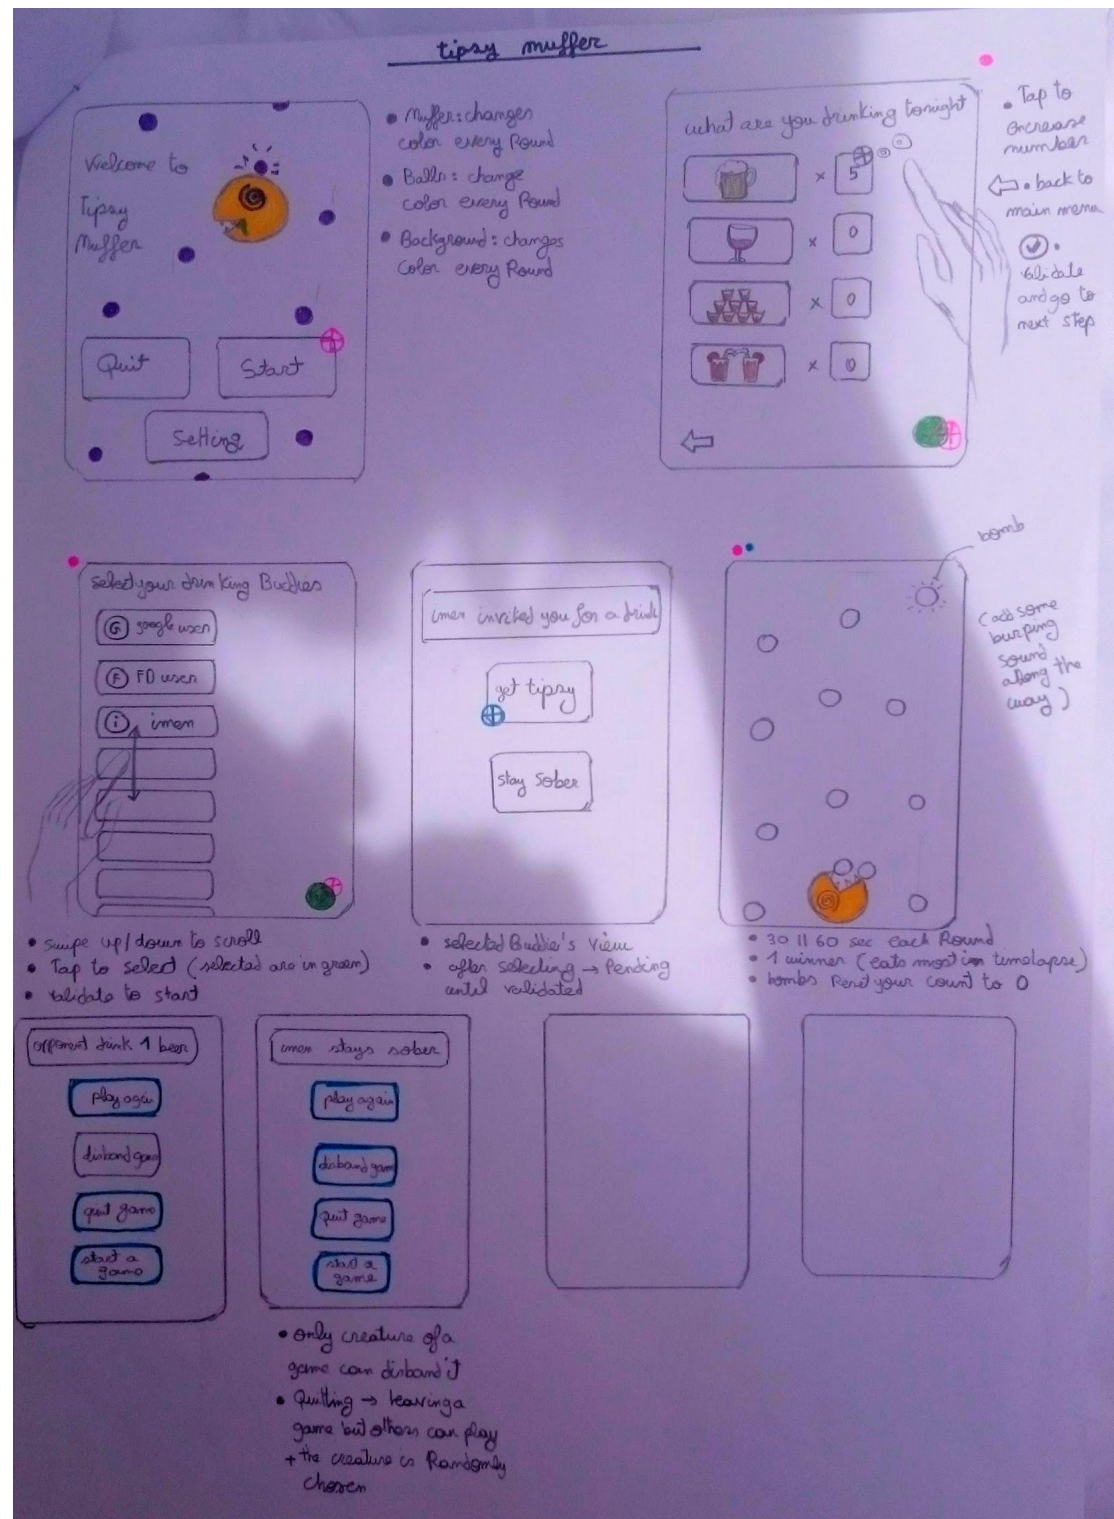 tipsy muffer
Welcome to
Tipsy
Muffer
Quit
Start
Setting
• Muffer: changes
color every Round
• Balls: change
color every Round
• Background: changes
color every Round
what are you drinking tonight
x 5
x 0
x 0
x 0
• Tap to
increase
number
• back to
main menu
• validate
and go to
next step
select your drinking Buddies
G google user
F FD user
i imen
• swipe up/down to scroll
• Tap to select (selected are in green)
• validate to start
imen invited you for a drink
get tipsy
stay sober
• selected Buddie's view
• after selecting → Pending
until validated
bomb
(add some
burping
sound
along the
way)
• 30 || 60 sec each Round
• 1 winner (eats most in timelapse)
• bombs Reset your count to 0
opponent drink 1 beer
play again
disband game
quit game
start a
game
imen stays sober
play again
disband game
Quit game
start a
game
• only creature of a
game can disband it
• Quitting → leaving a
game but others can play
+ the creature is Randomly
chosen